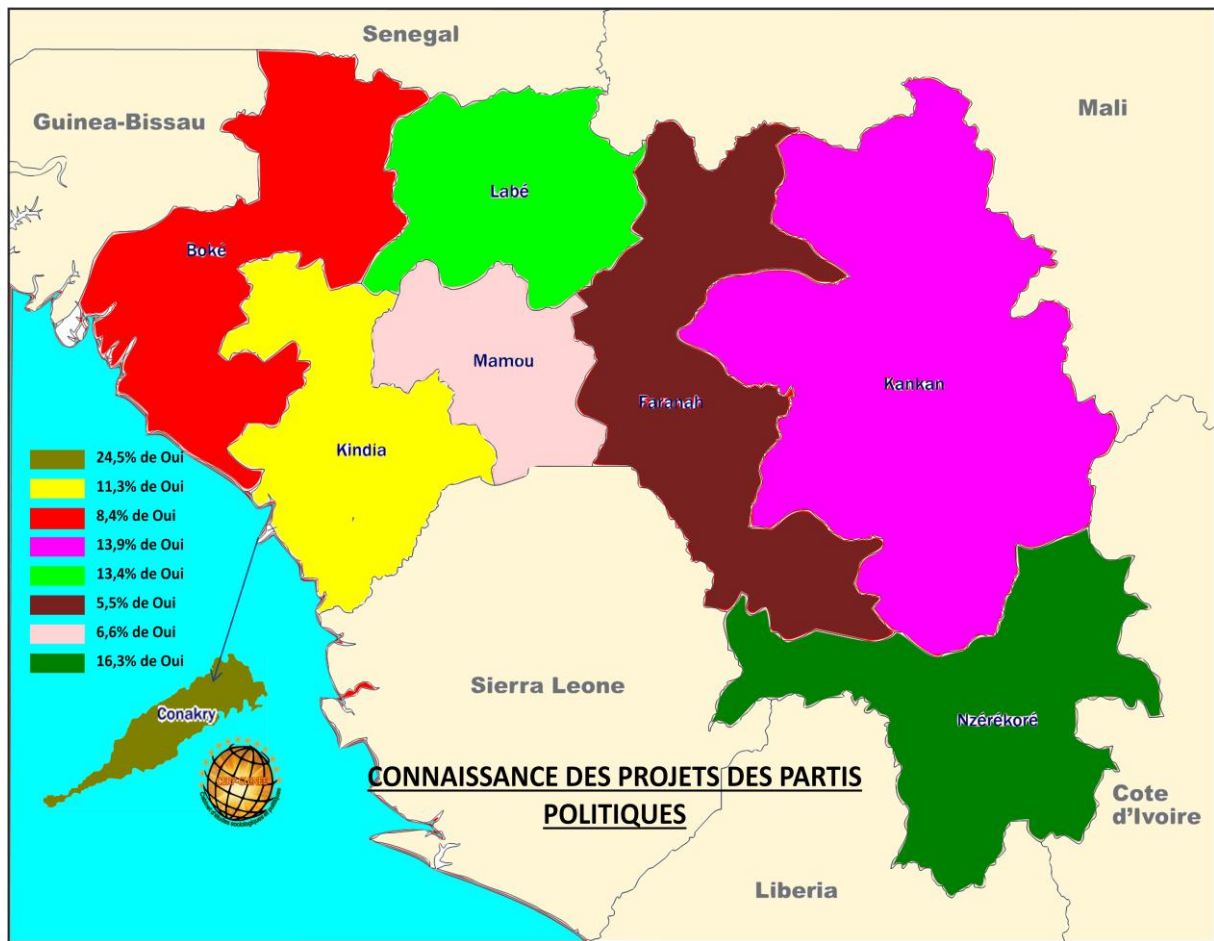 Senegal
Guinea-Bissau
Mali
Labé
Boké
Mamou
Kankan
Faranah
Kindia
24,5% de Oui
11,3% de Oui
8,4% de Oui
13,9% de Oui
13,4% de Oui
5,5% de Oui
6,6% de Oui
16,3% de Oui
Sierra Leone
Conakry
Nzérékoré
CONNAISSANCE DES PROJETS DES PARTIS
POLITIQUES
Cote
d'Ivoire
Liberia